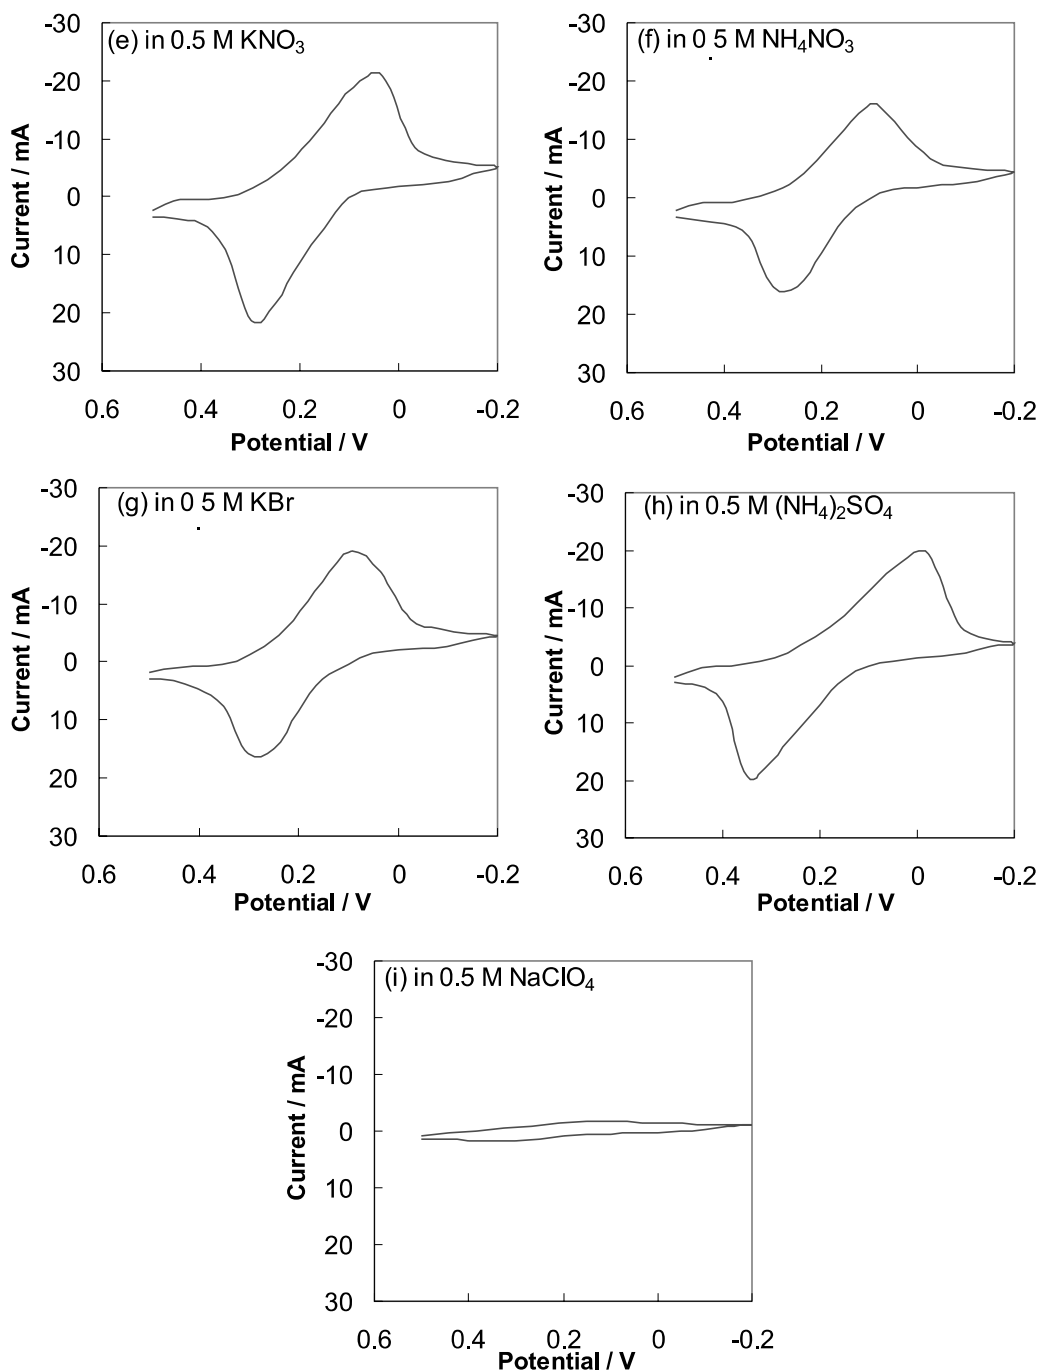 (e) in 0.5 M KNO₃
-30
-20
-10
0
10
20
30
Current / mA
0.6 0.4 0.2 0 -0.2
Potential / V
(f) in 0 5 M NH₄NO₃
-30
-20
-10
0
10
20
30
Current / mA
0.6 0.4 0.2 0 -0.2
Potential / V
(g) in 0 5 M KBr
-30
-20
-10
0
10
20
30
Current / mA
0.6 0.4 0.2 0 -0.2
Potential / V
(h) in 0.5 M (NH₄)₂SO₄
-30
-20
-10
0
10
20
30
Current / mA
0.6 0.4 0.2 0 -0.2
Potential / V
(i) in 0.5 M NaClO₄
-30
-20
-10
0
10
20
30
Current / mA
0.6 0.4 0.2 0 -0.2
Potential / V